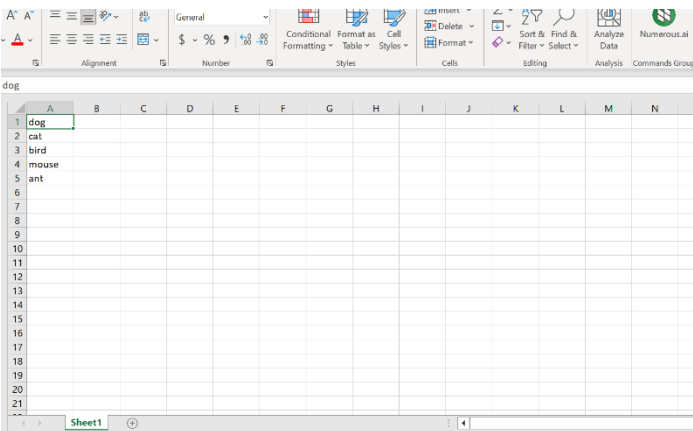 A^ A˅ ab General Insert
A $ % 9 Conditional Format as Cell Delete Sort & Find & Analyze Numerous.ai
Formatting Table Styles Format Filter Select Data
Alignment Number Styles Cells Editing Analysis Commands Group
dog
A B C D E F G H I J K L M N
1 dog
2 cat
3 bird
4 mouse
5 ant
6
7
8
9
10
11
12
13
14
15
16
17
18
19
20
21
Sheet1